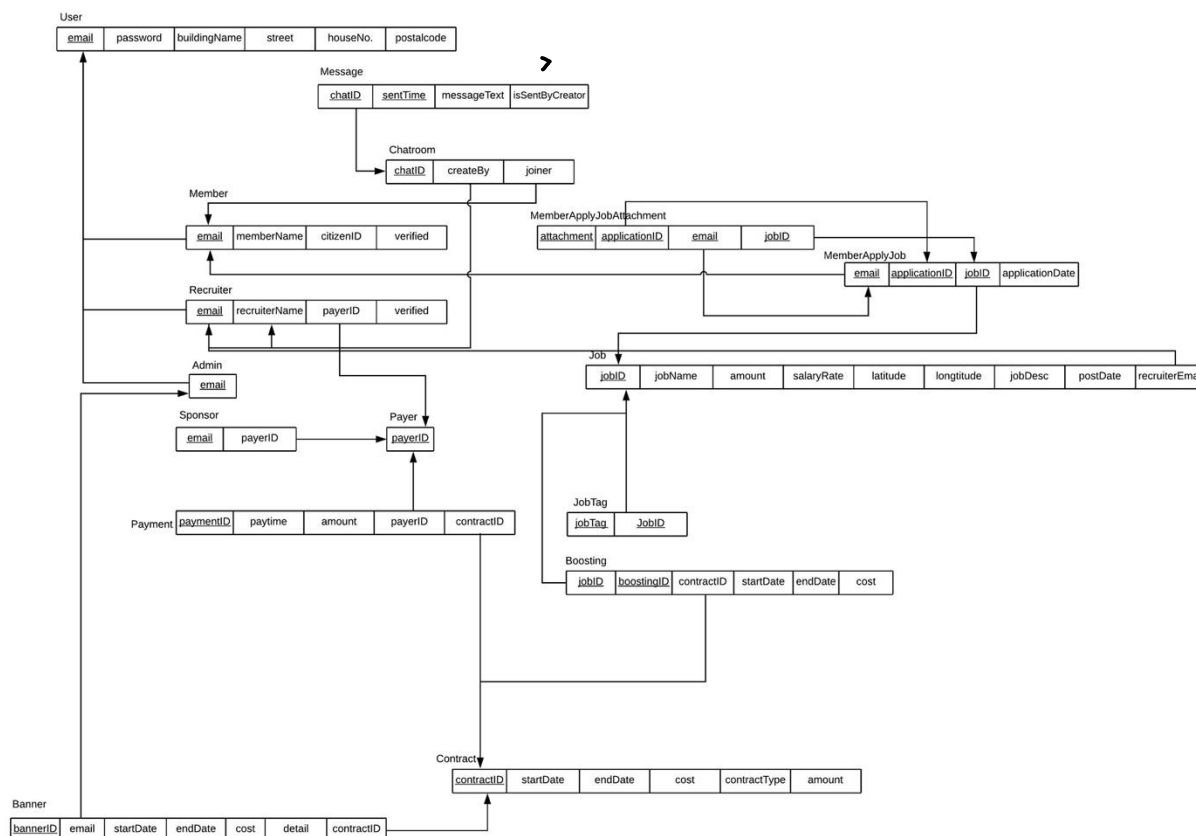 User
email password buildingName street houseNo. postalcode
Message
chatID sentTime messageText isSentByCreator
Chatroom
chatID createBy joiner
Member
email memberName citizenID verified
MemberApplyJobAttachment
attachment applicationID email jobID
MemberApplyJob
email applicationID jobID applicationDate
Recruiter
email recruiterName payerID verified
Job
jobID jobName amount salaryRate latitude longtitude jobDesc postDate recruiterEma
Admin
email
Sponsor
email payerID
Payer
payerID
JobTag
jobTag JobID
Payment
paymentID paytime amount payerID contractID
Boosting
jobID boostingID contractID startDate endDate cost
Contract
contractID startDate endDate cost contractType amount
Banner
bannerID email startDate endDate cost detail contractID